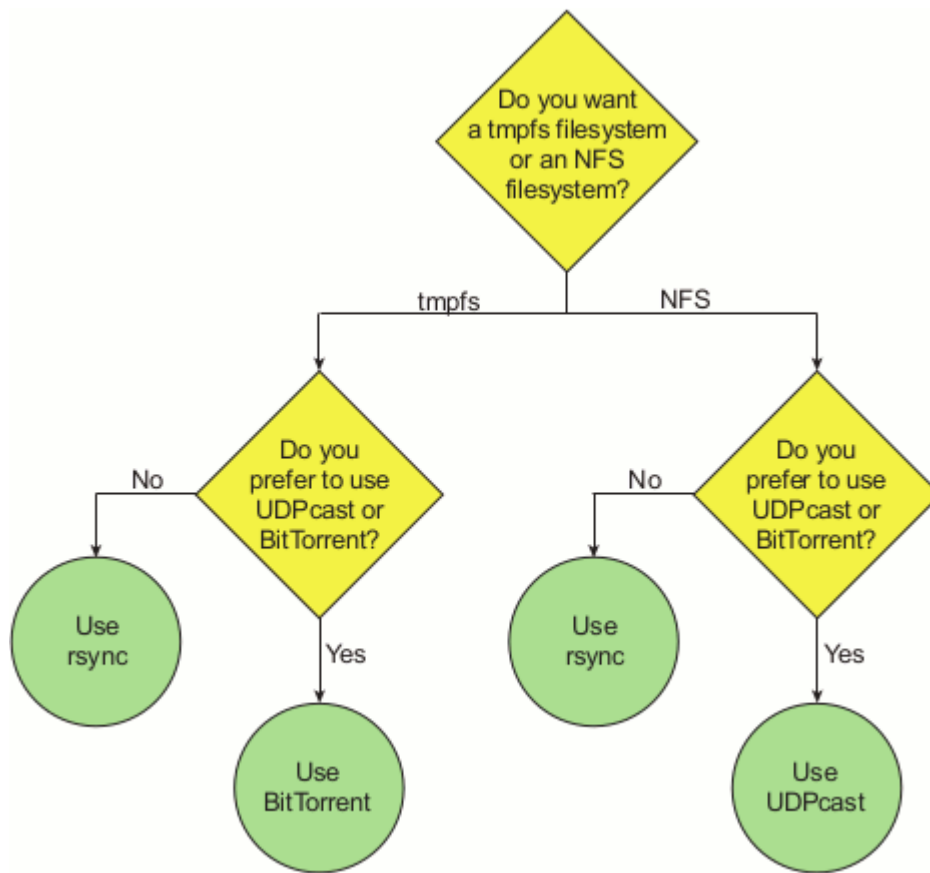 Do you want
a tmpfs filesystem
or an NFS
filesystem?
tmpfs
NFS
Do you
prefer to use
UDPcast or
BitTorrent?
No
Yes
Use
rsync
Use
BitTorrent
Do you
prefer to use
UDPcast or
BitTorrent?
No
Yes
Use
rsync
Use
UDPcast